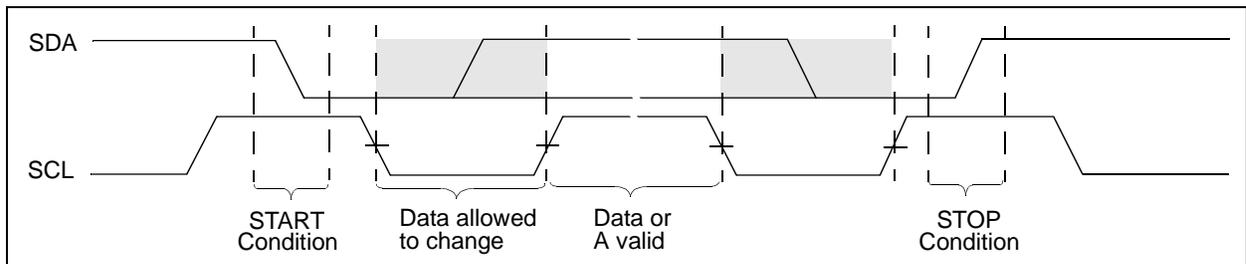 SDA
SCL
START
Condition
Data allowed
to change
Data or
A valid
STOP
Condition